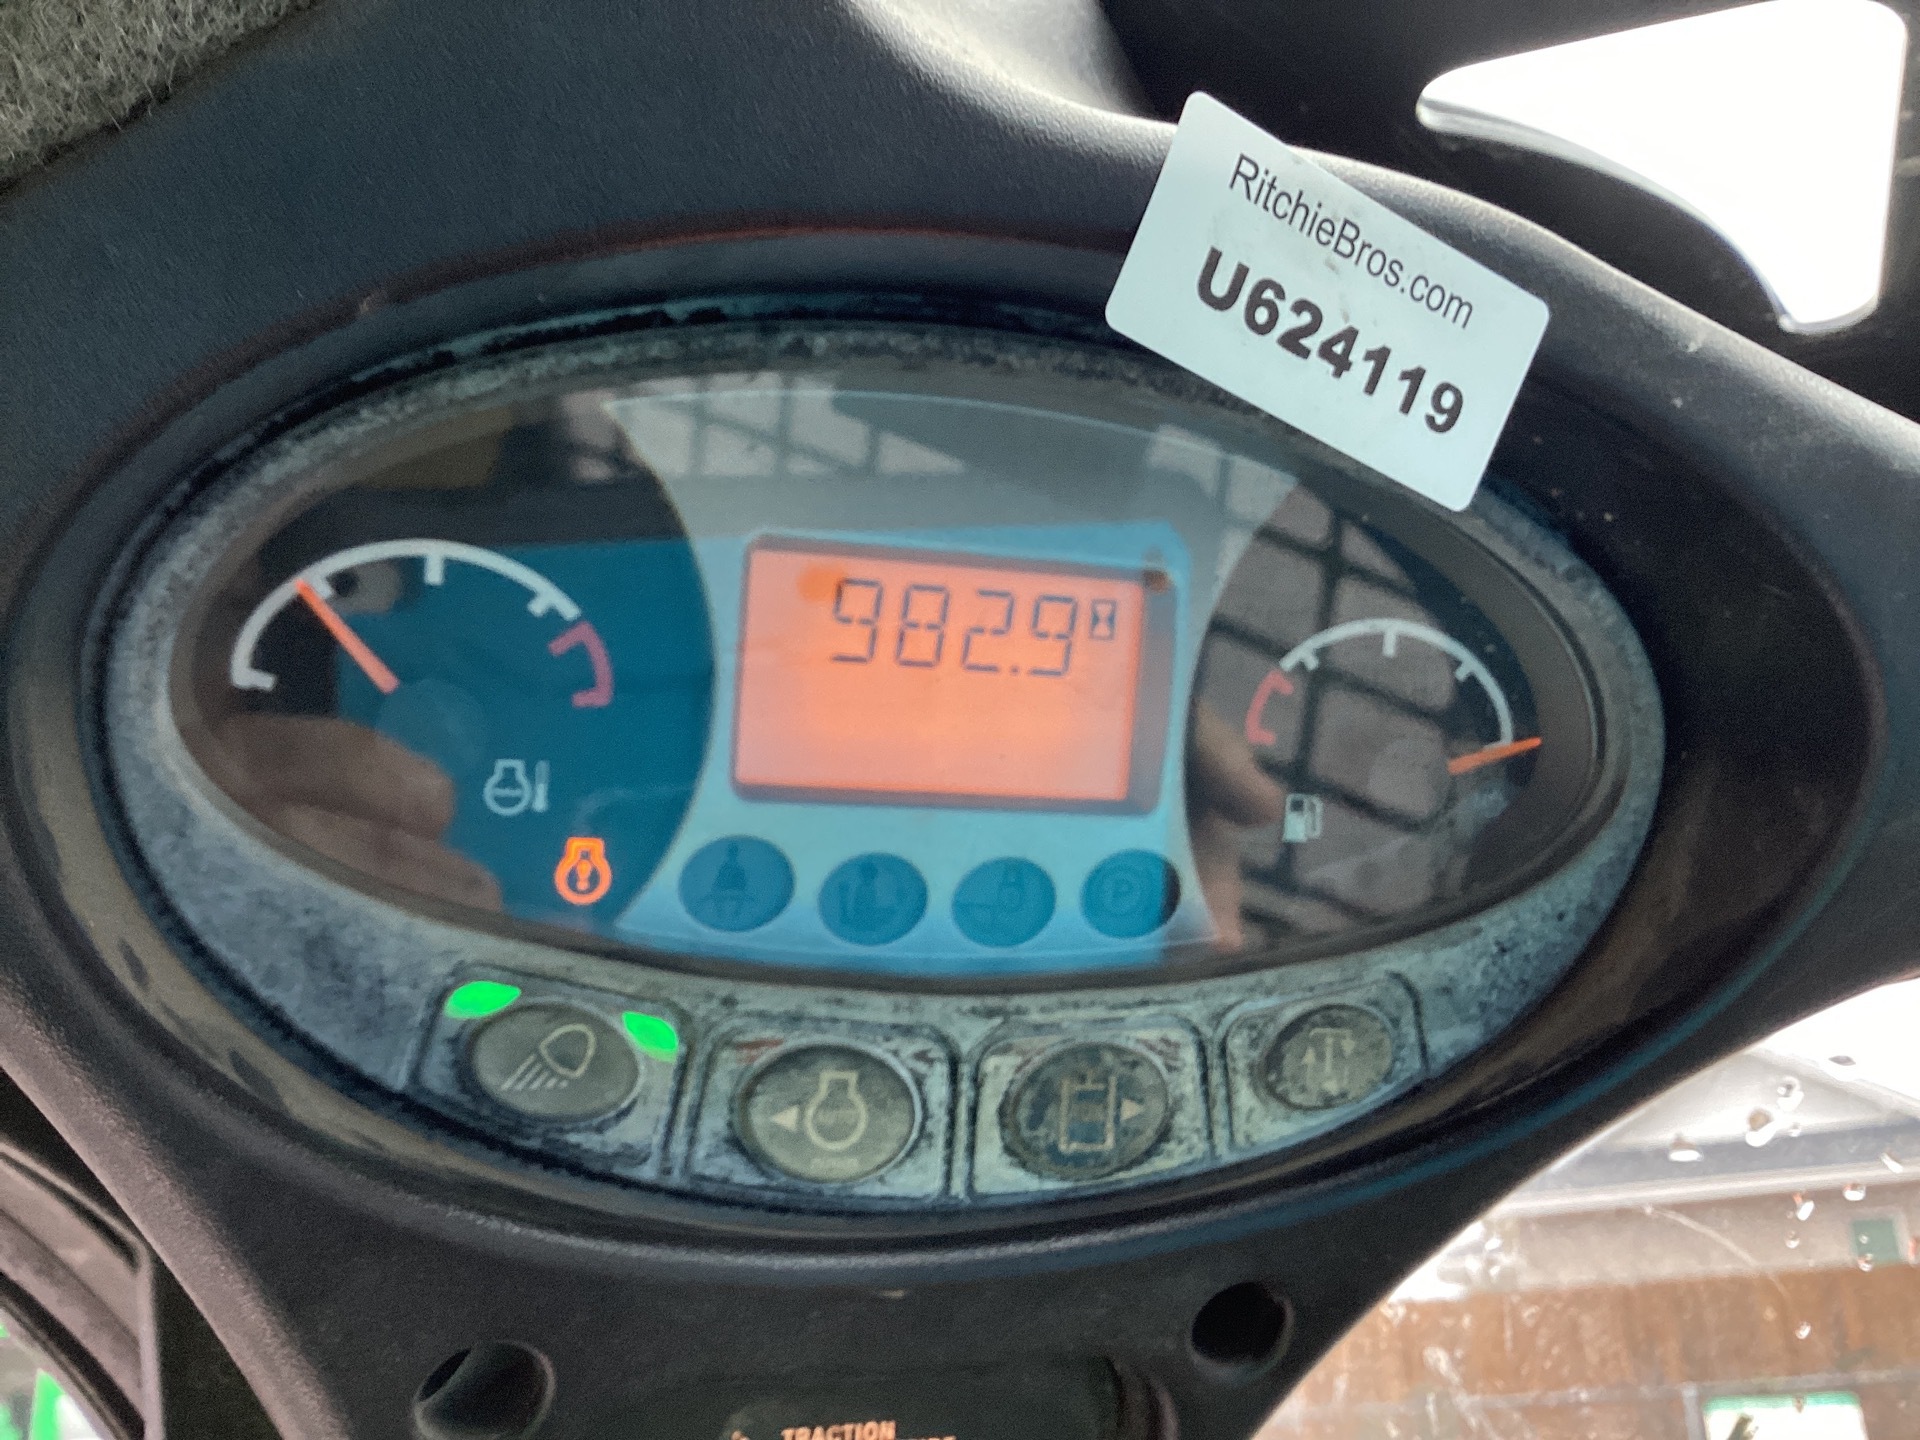 RitchieBros.com
U624119
982.9
P
TRACTION